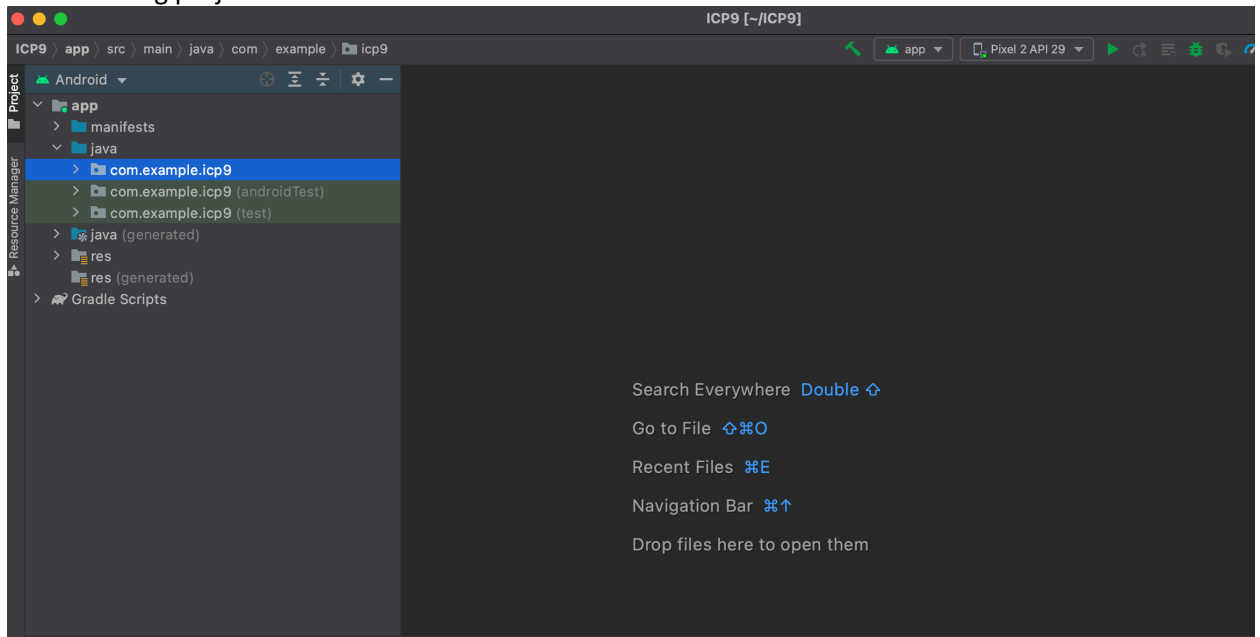 ICP9 [~/ICP9]
ICP9 〉 app 〉 src 〉 main 〉 java 〉 com 〉 example 〉 icp9
app
Pixel 2 API 29
Project
Resource Manager
Android
app
manifests
java
com.example.icp9
com.example.icp9 (androidTest)
com.example.icp9 (test)
java (generated)
res
res (generated)
Gradle Scripts
Search Everywhere Double ⇧
Go to File ⇧⌘O
Recent Files ⌘E
Navigation Bar ⌘↑
Drop files here to open them